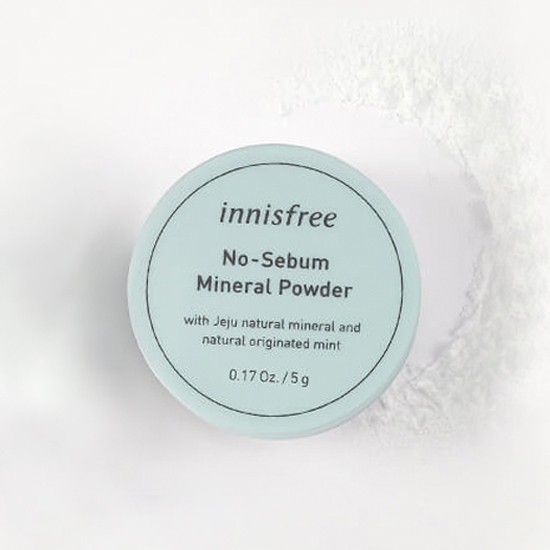 innisfree
No-Sebum
Mineral Powder
with Jeju natural mineral and
natural originated mint
0.17 Oz. / 5 g